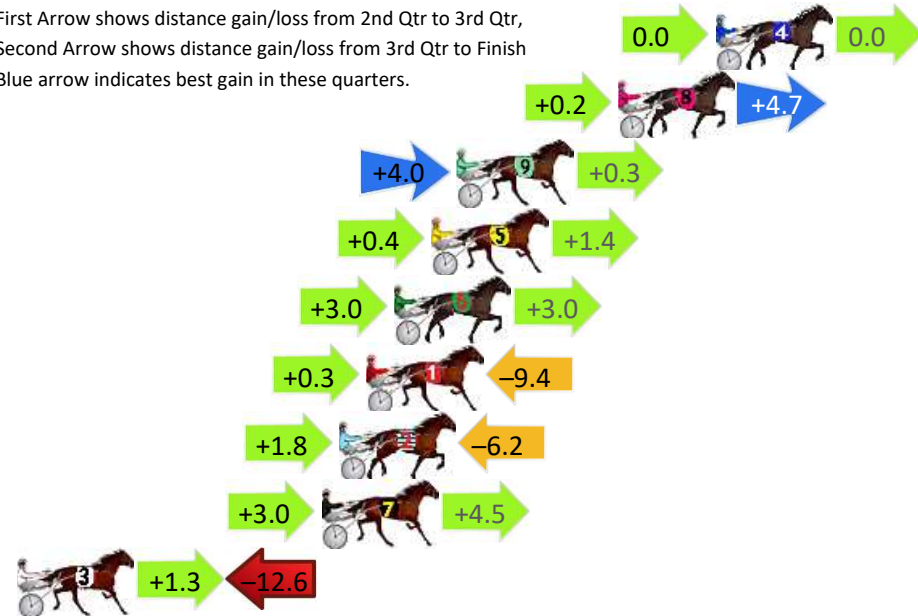 First Arrow shows distance gain/loss from 2nd Qtr to 3rd Qtr,
Second Arrow shows distance gain/loss from 3rd Qtr to Finish
Blue arrow indicates best gain in these quarters.
0.0 4 0.0
+0.2 8 +4.7
+4.0 9 +0.3
+0.4 5 +1.4
+3.0 6 +3.0
+0.3 1 –9.4
+1.8 2 –6.2
+3.0 7 +4.5
3 +1.3 –12.6